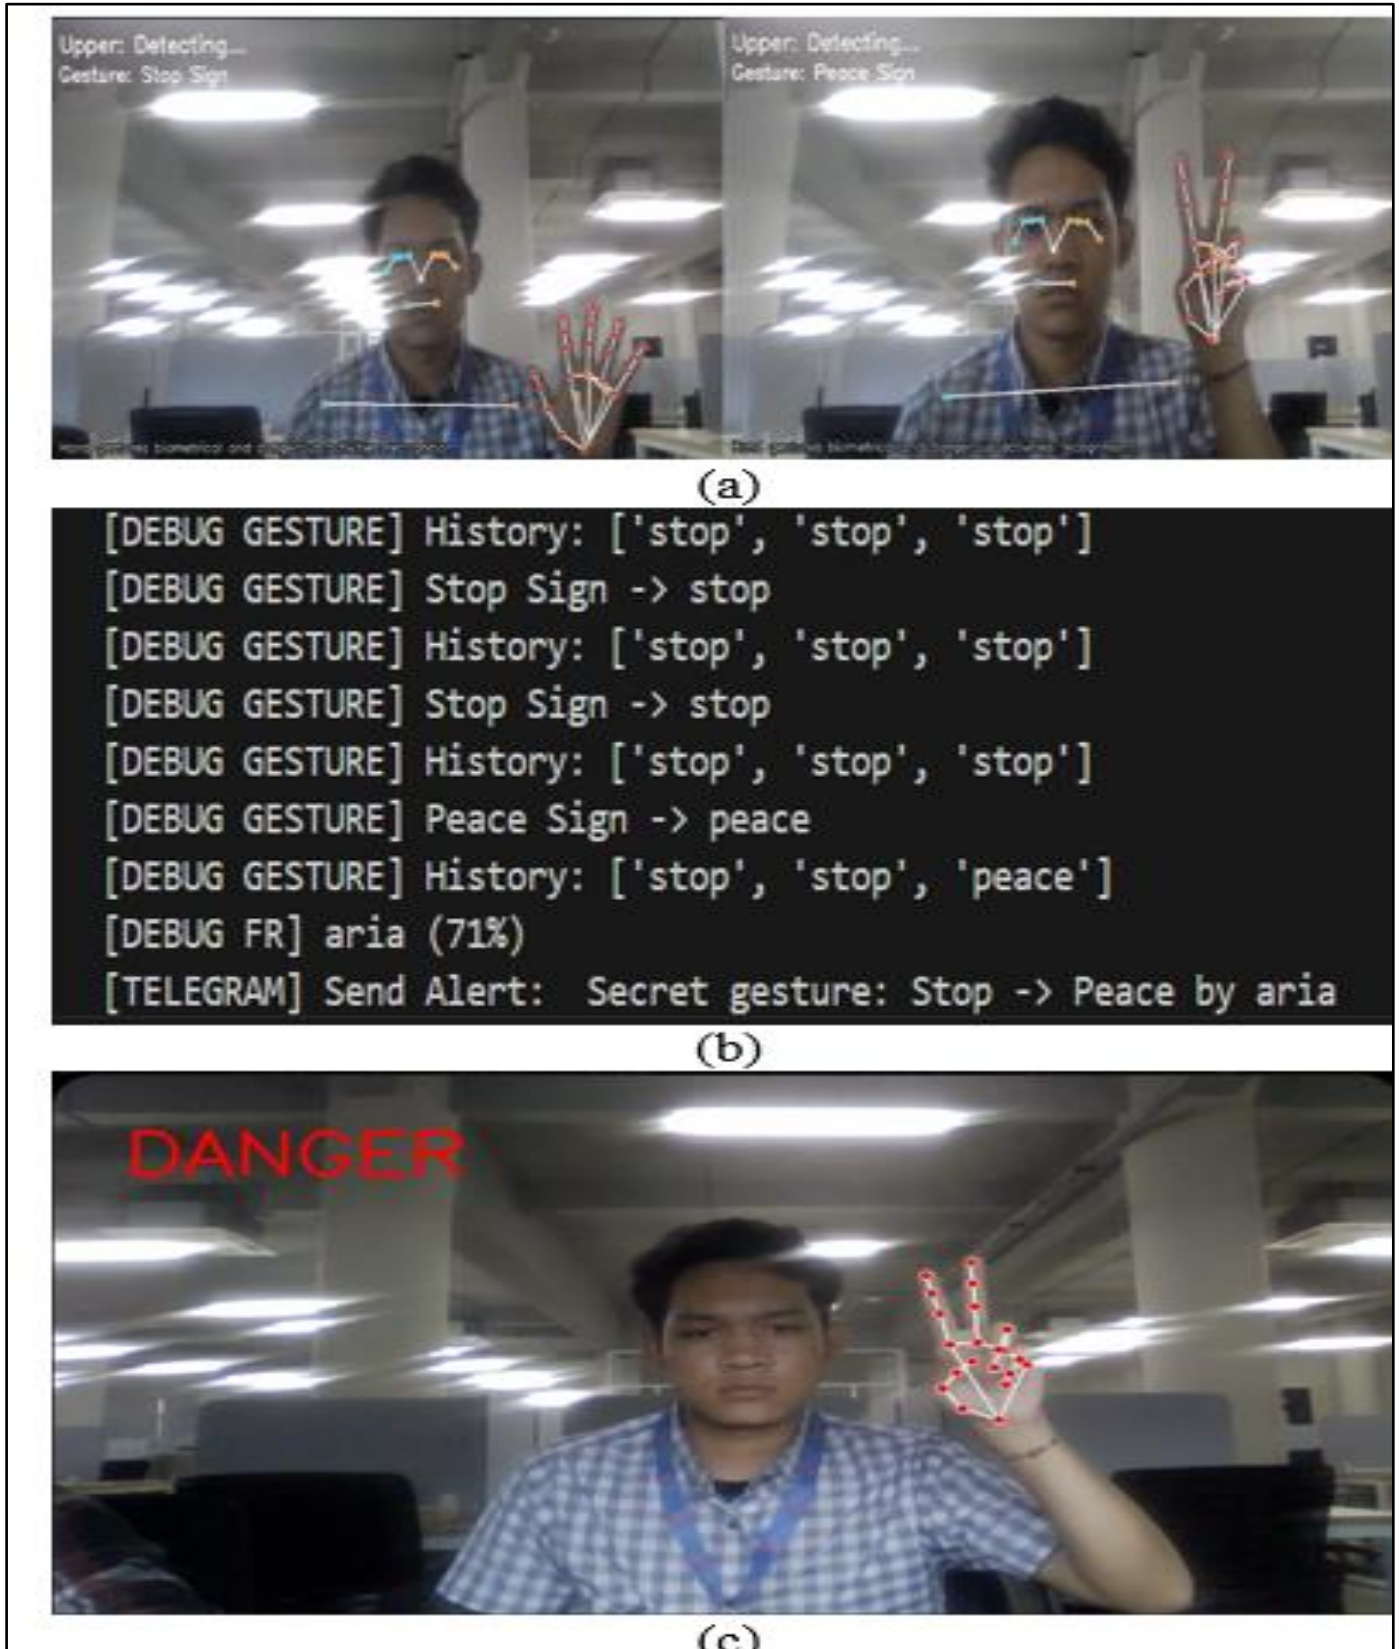 Upper: Detecting...
Gesture: Stop Sign
Upper: Detecting...
Gesture: Peace Sign
biometrical and
biometrical
(a)
[DEBUG GESTURE] History: ['stop', 'stop', 'stop']
[DEBUG GESTURE] Stop Sign -> stop
[DEBUG GESTURE] History: ['stop', 'stop', 'stop']
[DEBUG GESTURE] Stop Sign -> stop
[DEBUG GESTURE] History: ['stop', 'stop', 'stop']
[DEBUG GESTURE] Peace Sign -> peace
[DEBUG GESTURE] History: ['stop', 'stop', 'peace']
[DEBUG FR] aria (71%)
[TELEGRAM] Send Alert:  Secret gesture: Stop -> Peace by aria
(b)
DANGER
(c)